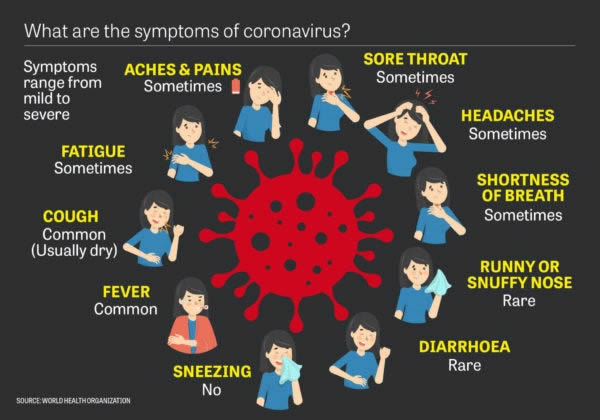 What are the symptoms of coronavirus?
Symptoms
range from
mild to
severe
ACHES & PAINS
Sometimes
SORE THROAT
Sometimes
HEADACHES
Sometimes
FATIGUE
Sometimes
SHORTNESS
OF BREATH
Sometimes
COUGH
Common
(Usually dry)
RUNNY OR
SNUFFY NOSE
Rare
FEVER
Common
DIARRHOEA
Rare
SNEEZING
No
SOURCE: WORLD HEALTH ORGANIZATION